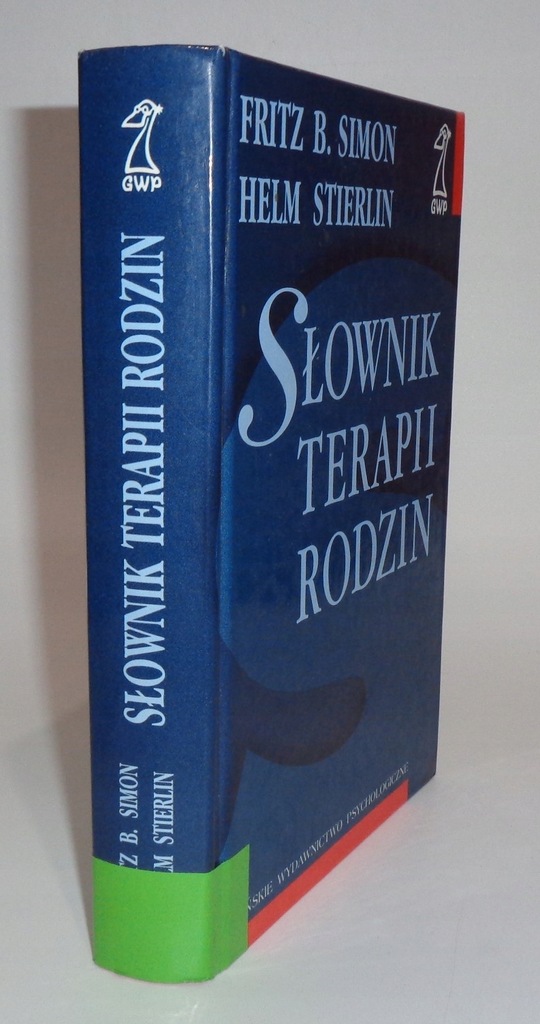 GWP
SŁOWNIK TERAPII RODZIN
B. SIMON
STIERLIN
FRITZ B. SIMON
HELM STIERLIN
GWP
SŁOWNIK
TERAPII
RODZIN
WYDAWNICTWO PSYCHOLOGICZNE